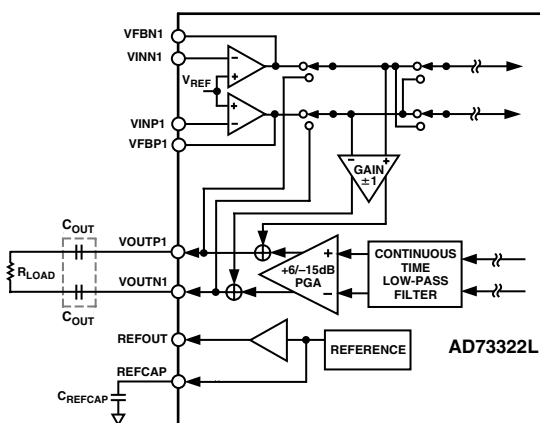 VFBN1
VINN1
VREF
VINP1
VFBP1
− +
+ −
− +
GAIN
±1
COUT
VOUTP1
RLOAD
VOUTN1
COUT
+6/–15dB
PGA
+
−
CONTINUOUS
TIME
LOW-PASS
FILTER
REFOUT
REFERENCE
AD73322L
REFCAP
CREFCAP